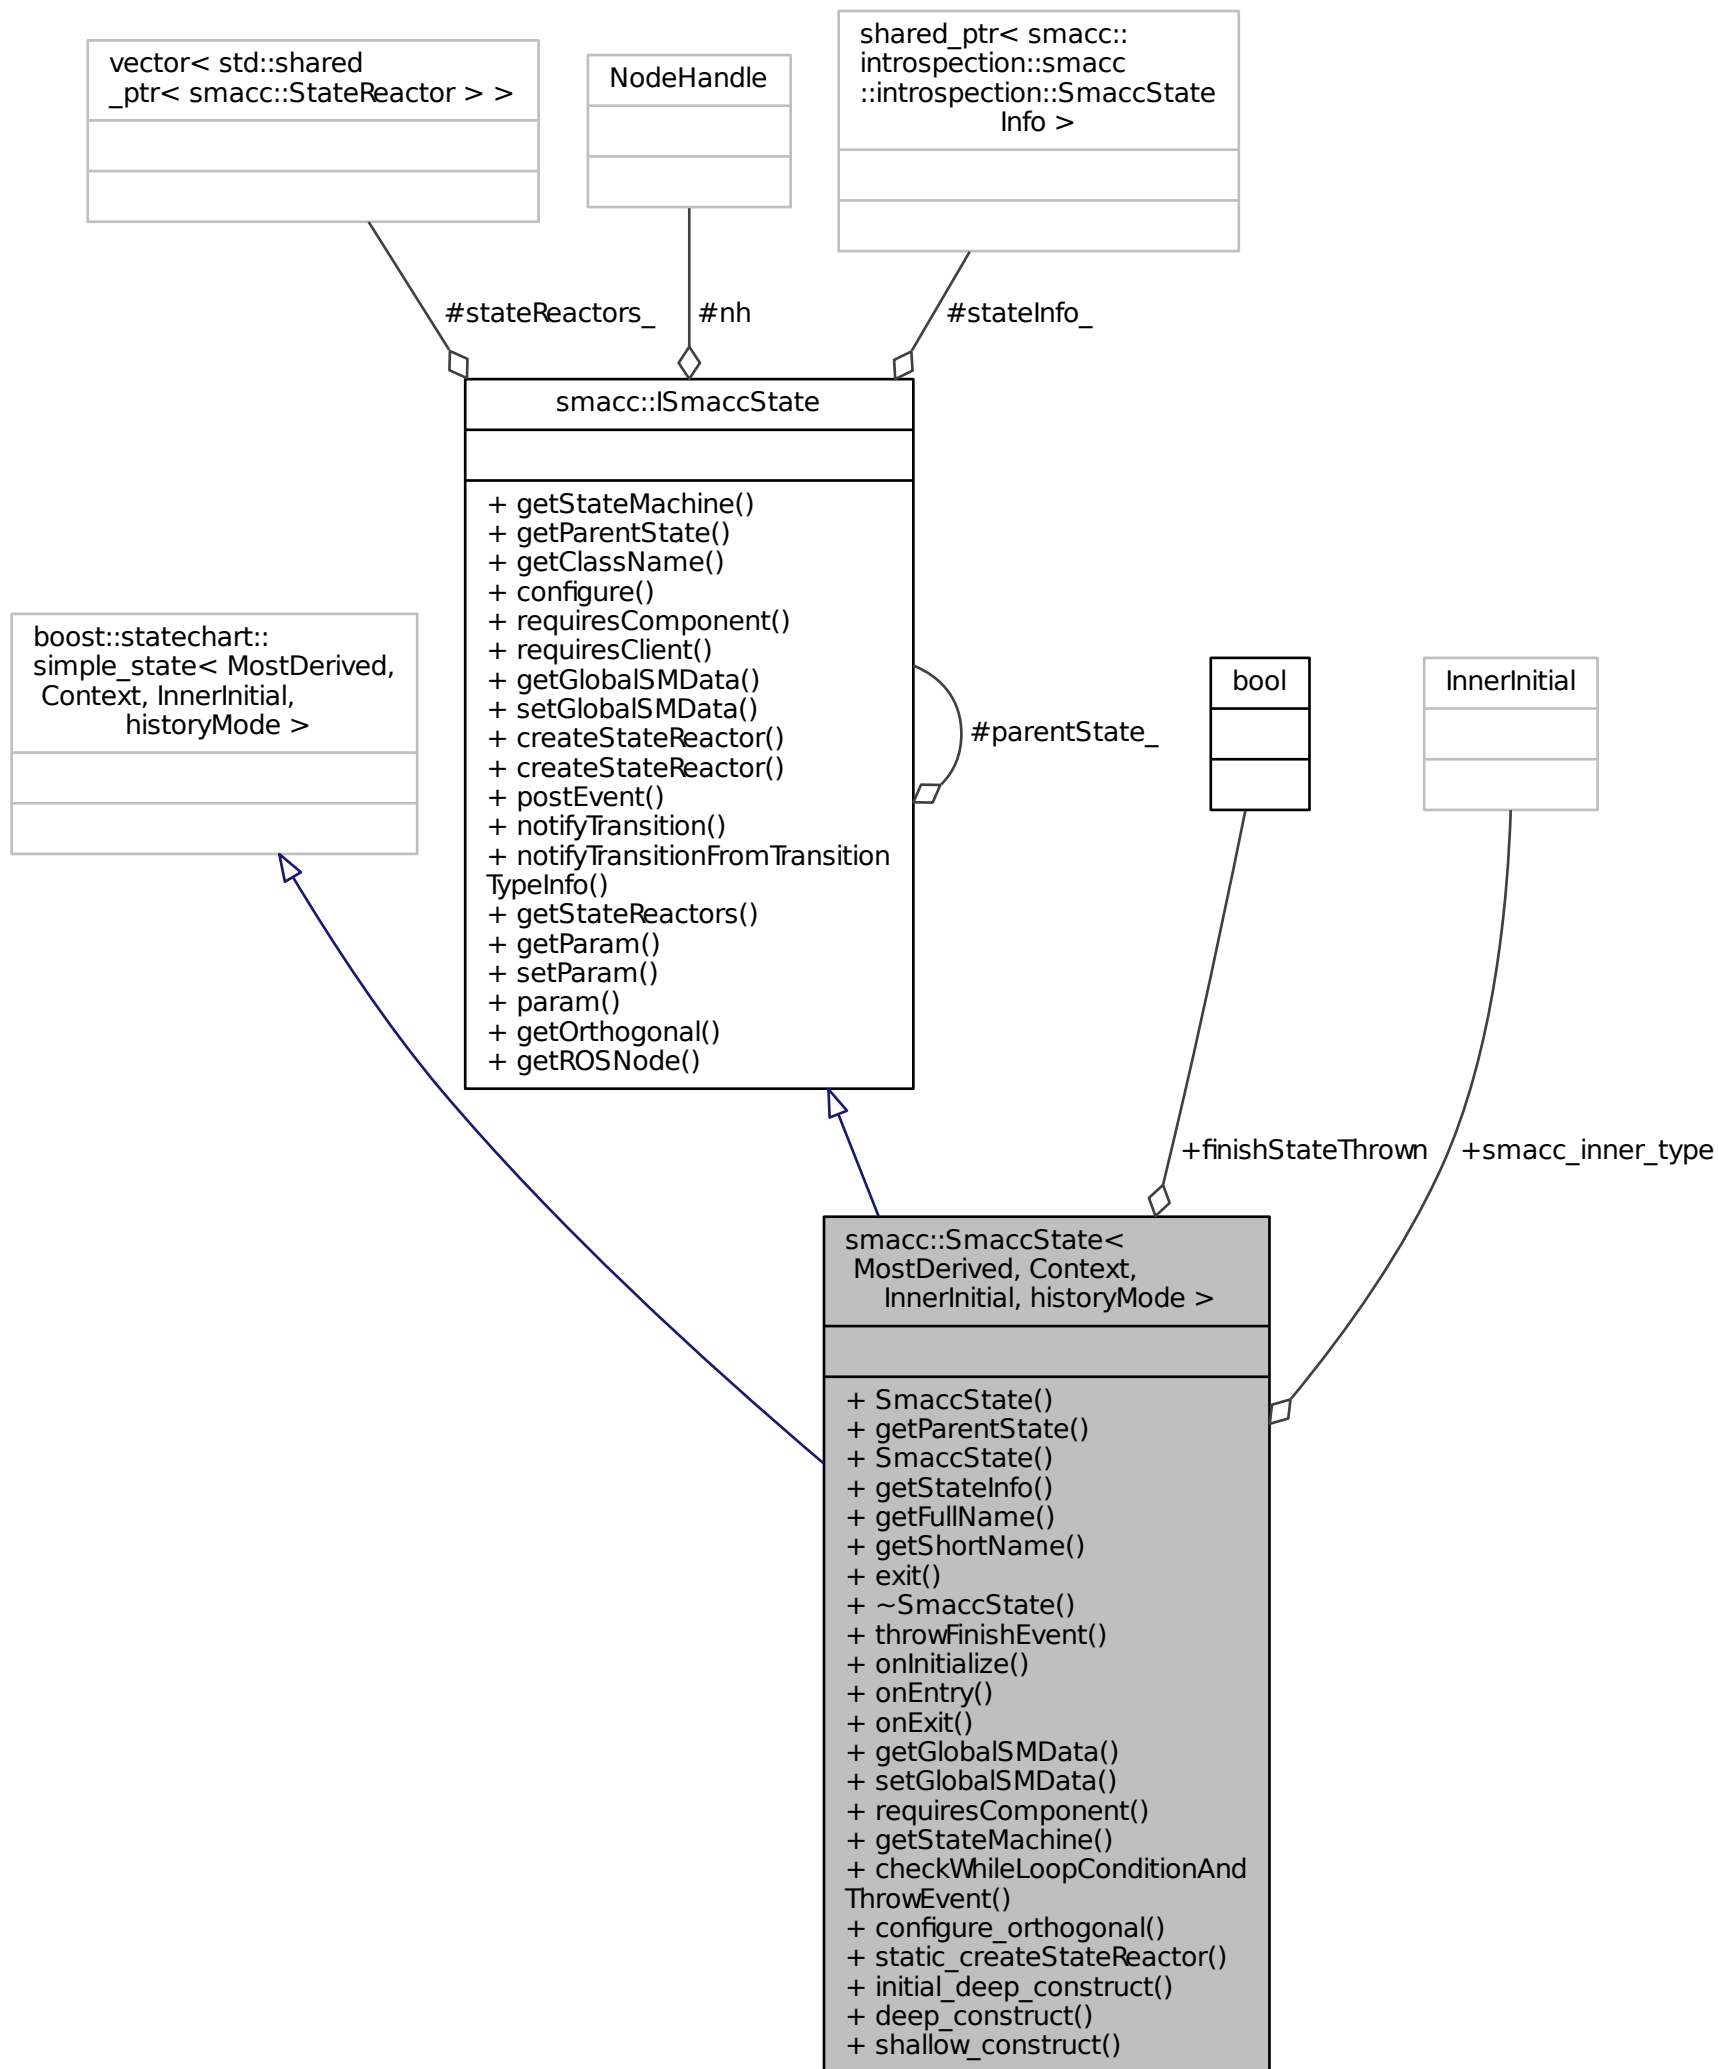 vector< std::shared
_ptr< smacc::StateReactor > >
NodeHandle
shared_ptr< smacc::
introspection::smacc
::introspection::SmaccState
Info >
#stateReactors_
#nh
#stateInfo_
smacc::ISmaccState
+ getStateMachine()
+ getParentState()
+ getClassName()
+ configure()
+ requiresComponent()
+ requiresClient()
+ getGlobalSMData()
+ setGlobalSMData()
+ createStateReactor()
+ createStateReactor()
+ postEvent()
+ notifyTransition()
+ notifyTransitionFromTransition
TypeInfo()
+ getStateReactors()
+ getParam()
+ setParam()
+ param()
+ getOrthogonal()
+ getROSNode()
#parentState_
boost::statechart::
simple_state< MostDerived,
Context, InnerInitial,
historyMode >
bool
InnerInitial
+finishStateThrown
+smacc_inner_type
smacc::SmaccState<
MostDerived, Context,
InnerInitial, historyMode >
+ SmaccState()
+ getParentState()
+ SmaccState()
+ getStateInfo()
+ getFullName()
+ getShortName()
+ exit()
+ ~SmaccState()
+ throwFinishEvent()
+ onInitialize()
+ onEntry()
+ onExit()
+ getGlobalSMData()
+ setGlobalSMData()
+ requiresComponent()
+ getStateMachine()
+ checkWhileLoopConditionAnd
ThrowEvent()
+ configure_orthogonal()
+ static_createStateReactor()
+ initial_deep_construct()
+ deep_construct()
+ shallow_construct()